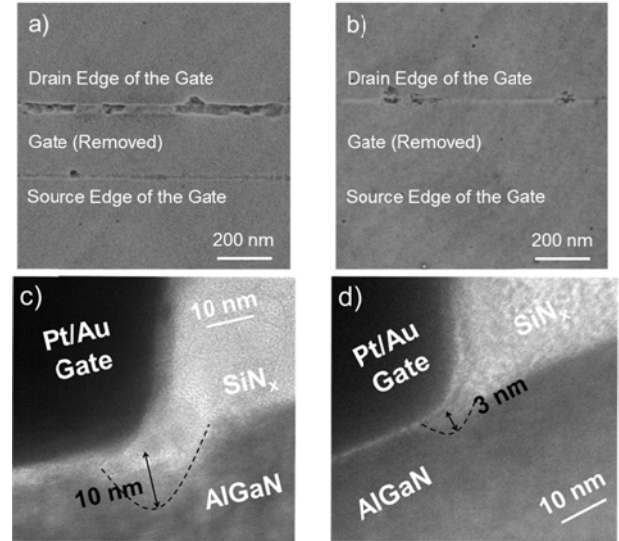 a)
Drain Edge of the Gate
Gate (Removed)
Source Edge of the Gate
200 nm
b)
Drain Edge of the Gate
Gate (Removed)
Source Edge of the Gate
200 nm
c)
10 nm
Pt/Au
Gate
SiNₓ
10 nm
AlGaN
d)
SiNₓ
Pt/Au
Gate
3 nm
AlGaN
10 nm